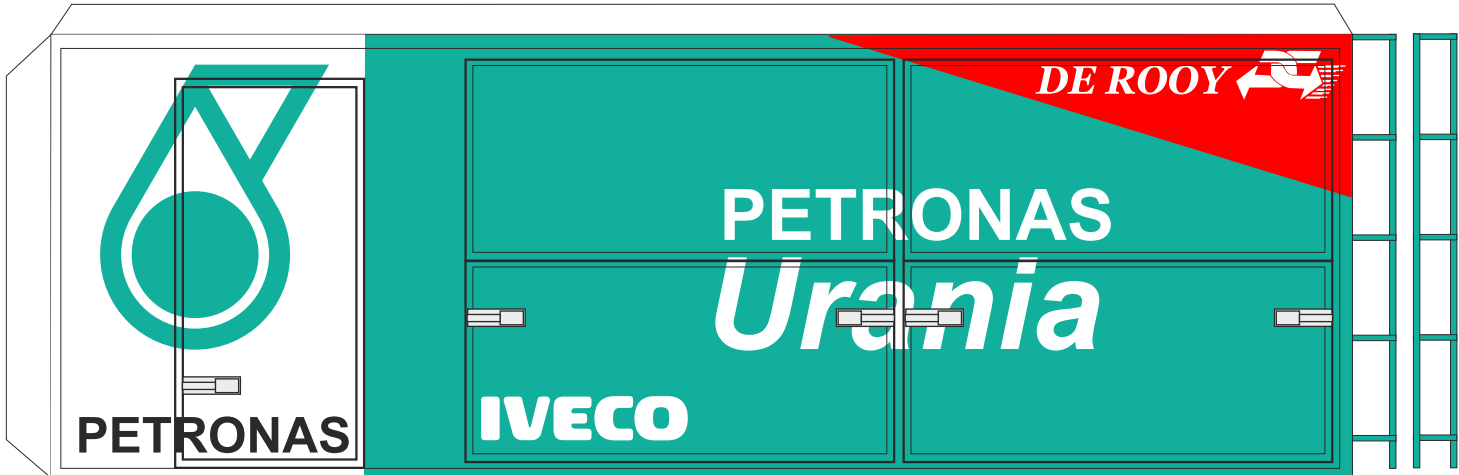 DE ROOY
PETRONAS
Urania
IVECO
PETRONAS